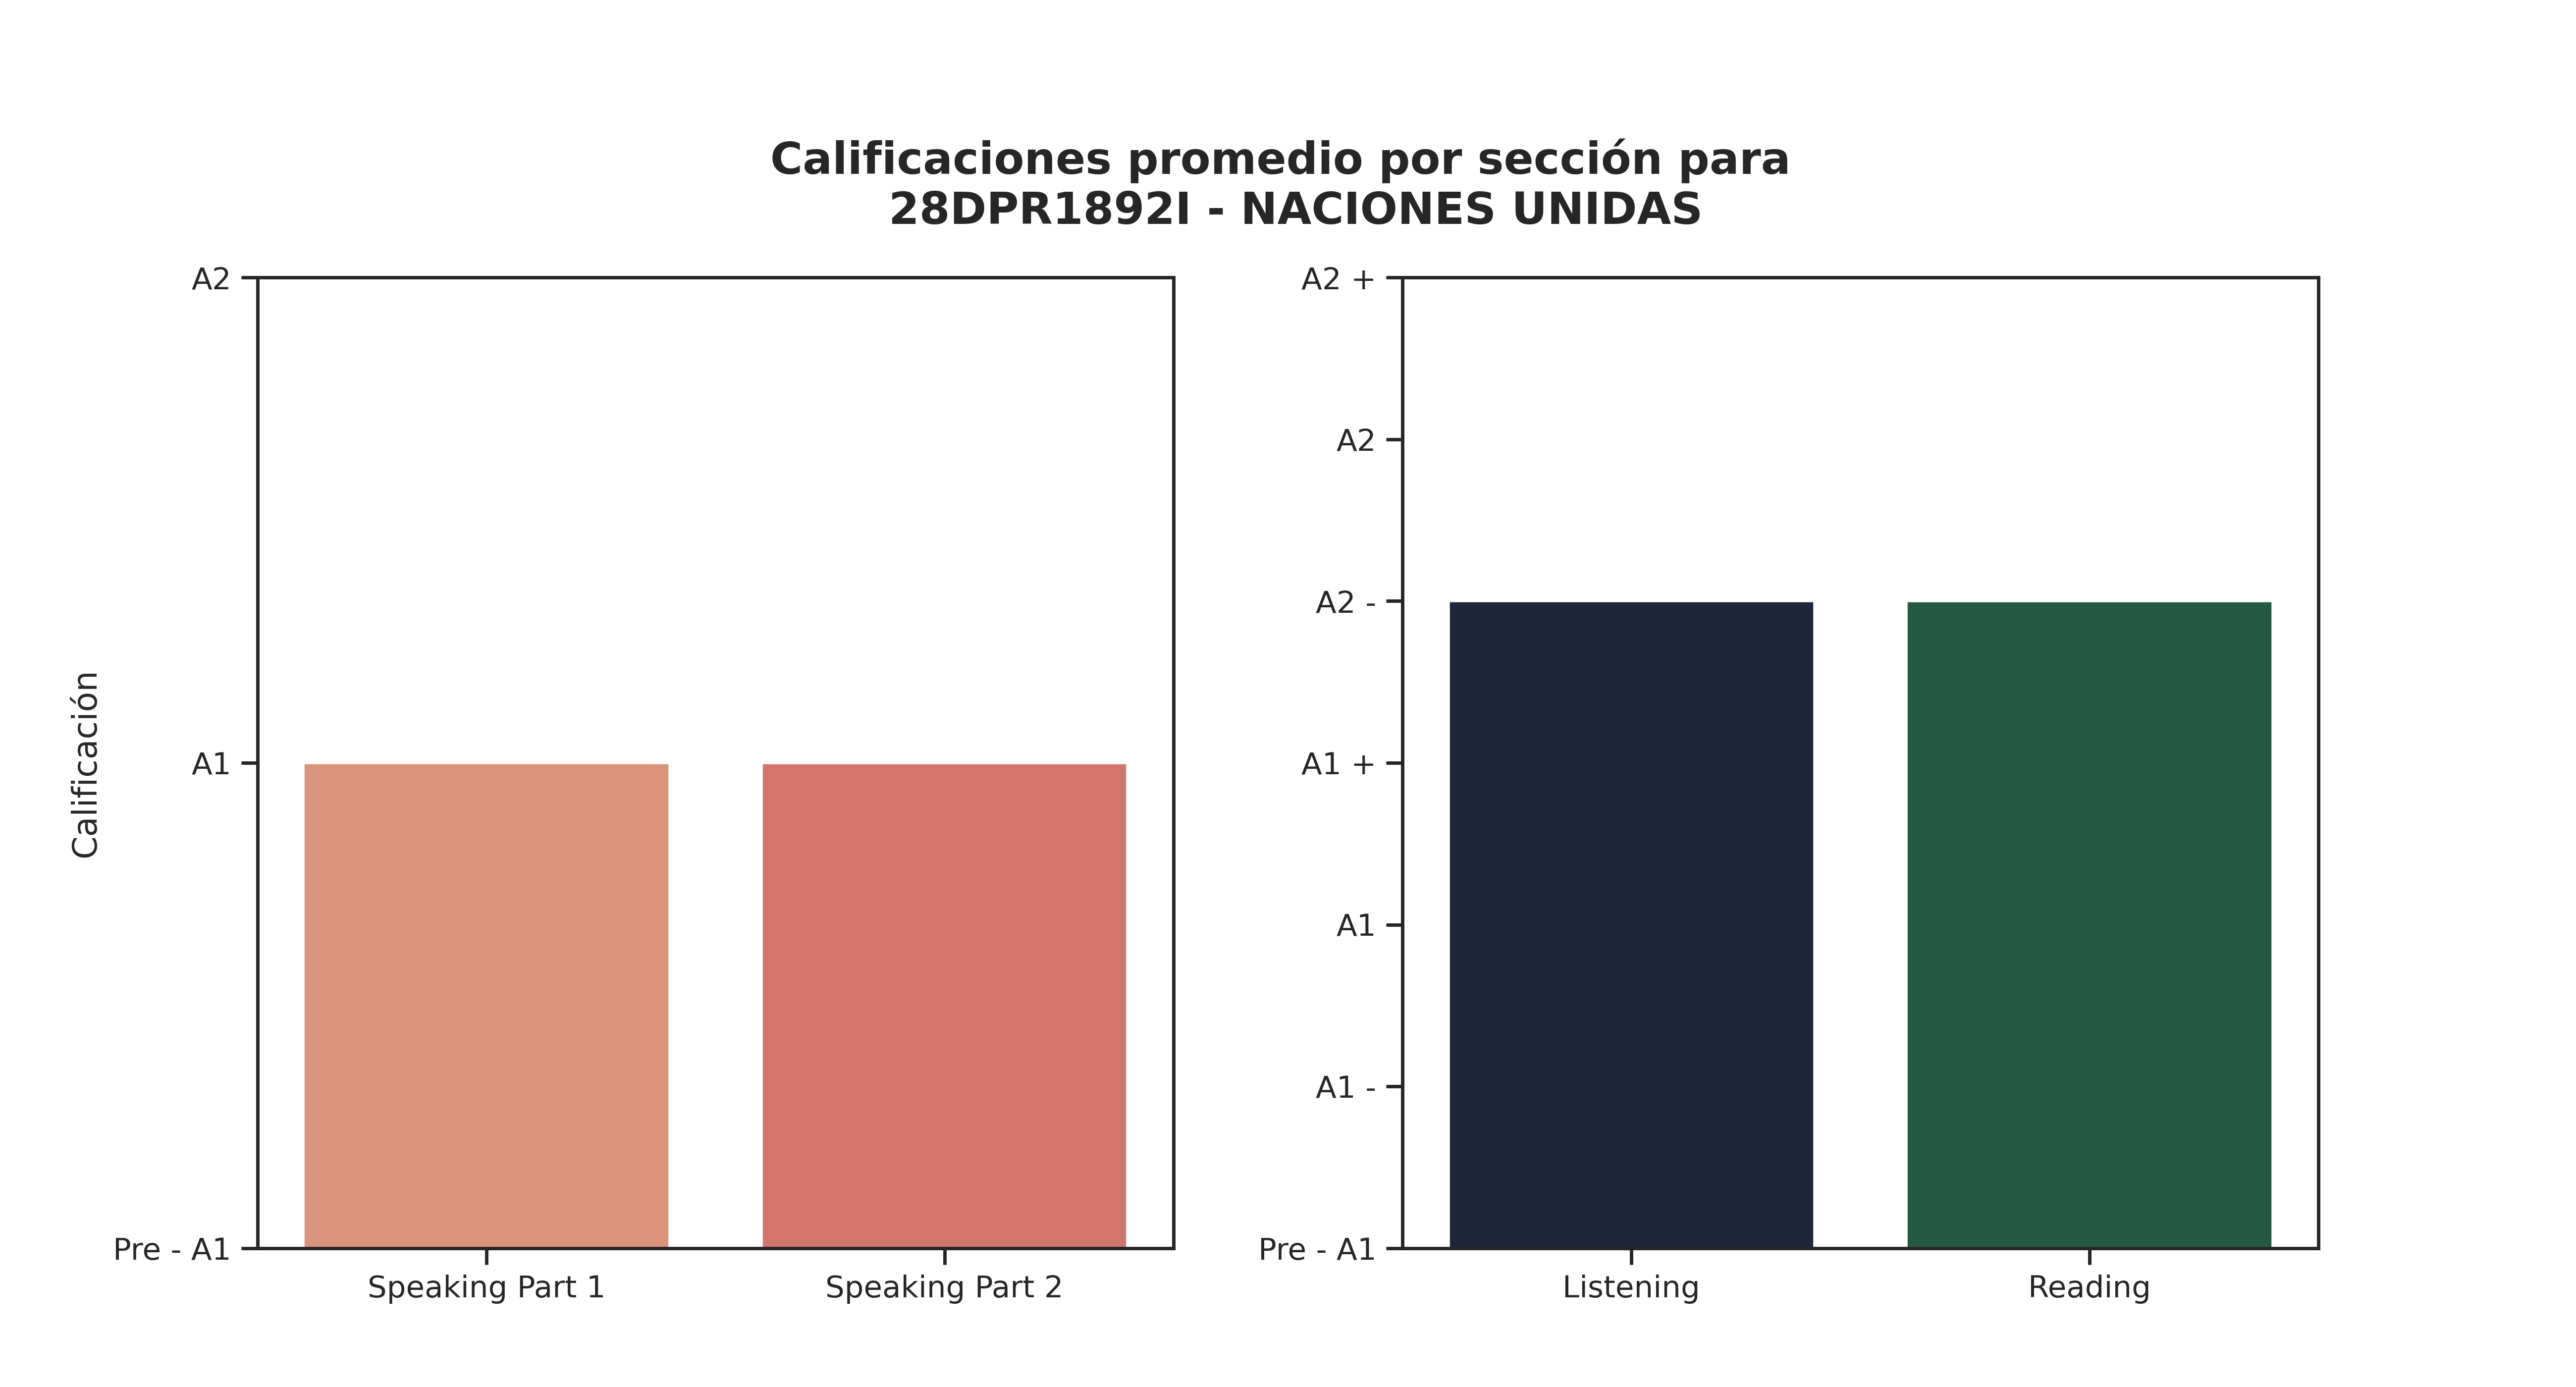 Calificaciones promedio por sección para
28DPR1892I - NACIONES UNIDAS
Calificación
A2
A1
Pre - A1
Speaking Part 1
Speaking Part 2
A2 +
A2
A2 -
A1 +
A1
A1 -
Pre - A1
Listening
Reading